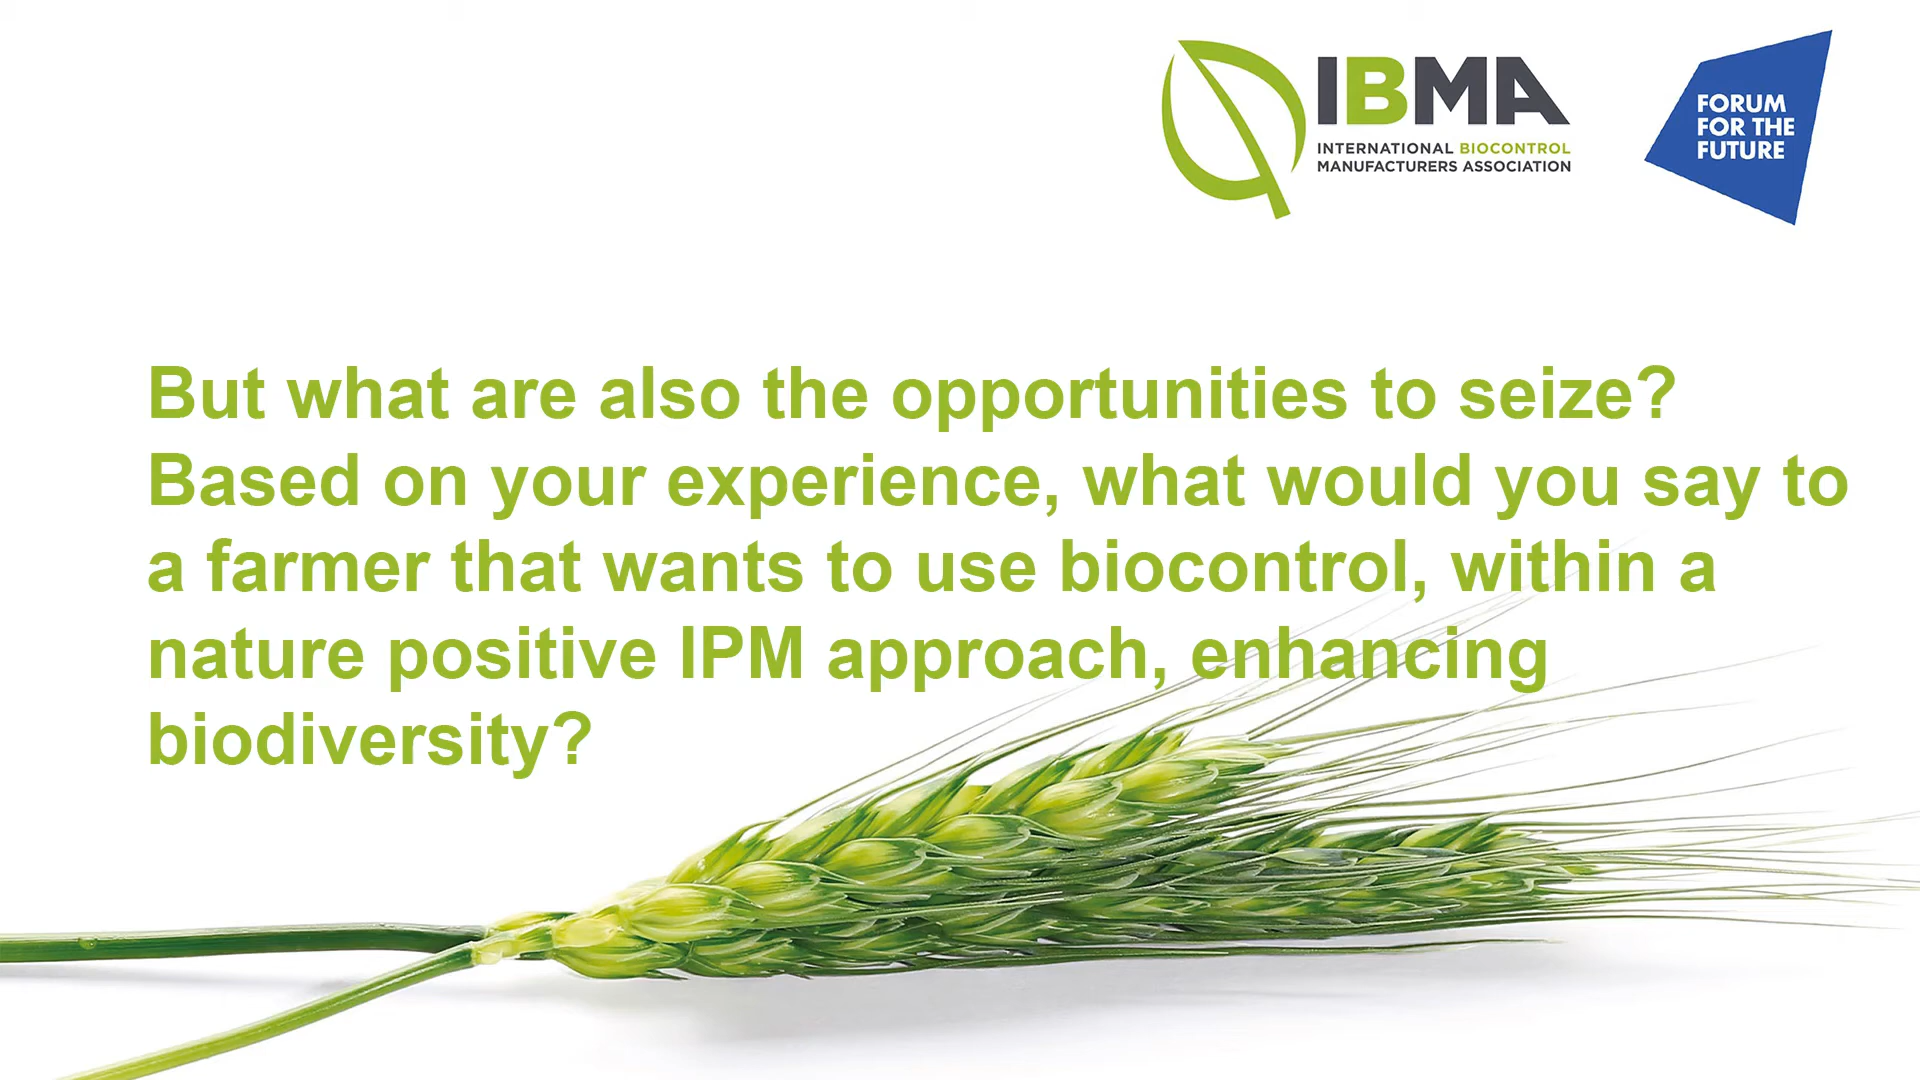 IBMA
INTERNATIONAL BIOCONTROL
MANUFACTURERS ASSOCIATION
FORUM
FOR THE
FUTURE
But what are also the opportunities to seize?
Based on your experience, what would you say to
a farmer that wants to use biocontrol, within a
nature positive IPM approach, enhancing
biodiversity?